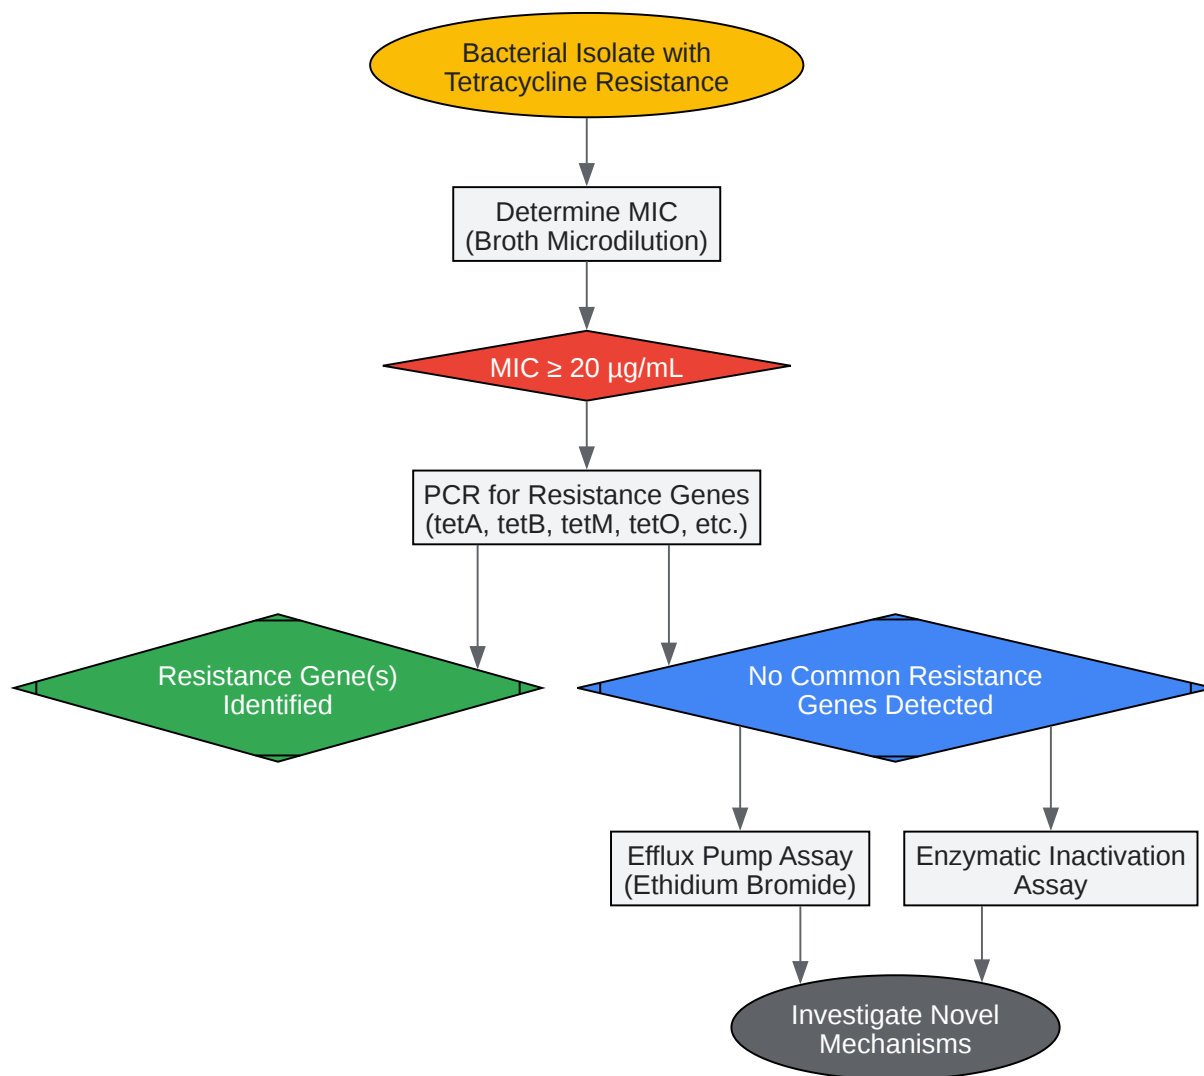 Bacterial Isolate with
Tetracycline Resistance
Determine MIC
(Broth Microdilution)
MIC ≥ 20 µg/mL
PCR for Resistance Genes
(tetA, tetB, tetM, tetO, etc.)
Resistance Gene(s)
Identified
No Common Resistance
Genes Detected
Efflux Pump Assay
(Ethidium Bromide)
Enzymatic Inactivation
Assay
Investigate Novel
Mechanisms